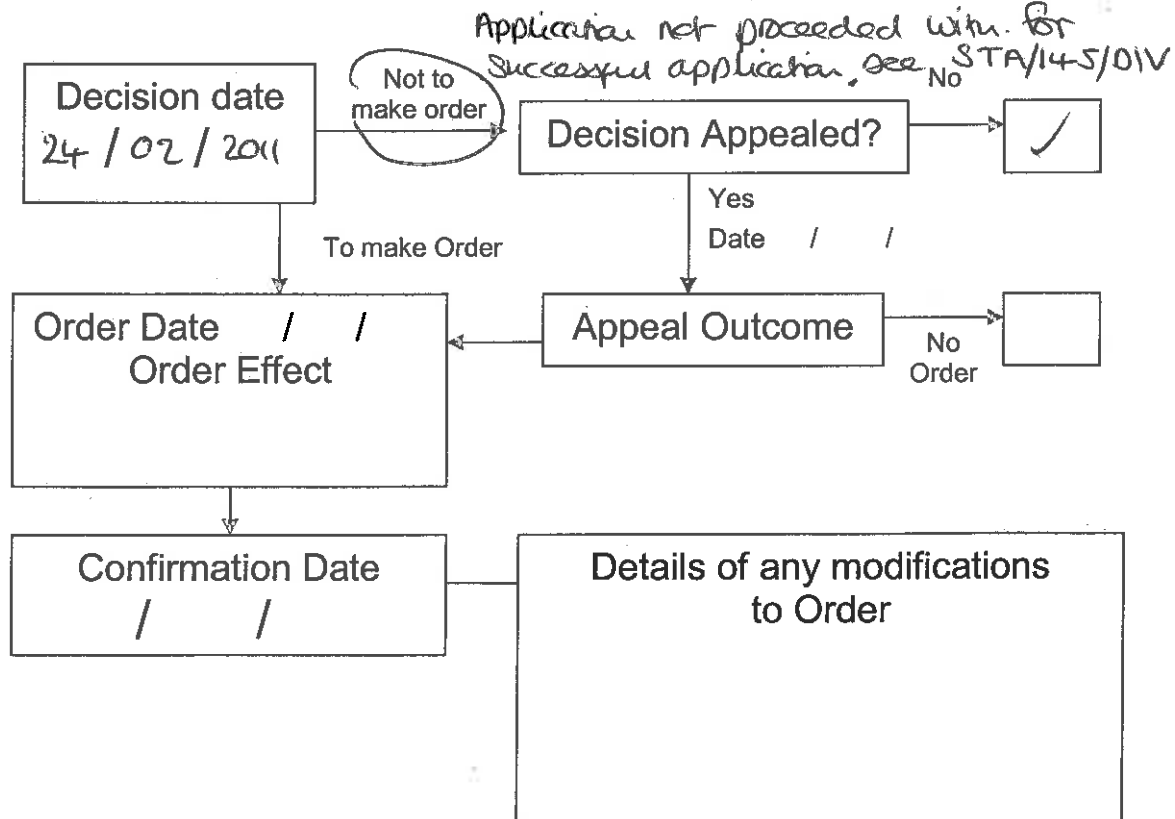 Application not proceeded with. for
successful application, see STA/145/DIV
Decision date
24 / 02 / 2011
Not to
make order
No
Decision Appealed?
✓
Yes
Date / /
To make Order
Order Date / /
Order Effect
Appeal Outcome
No
Order
Confirmation Date
/ /
Details of any modifications
to Order